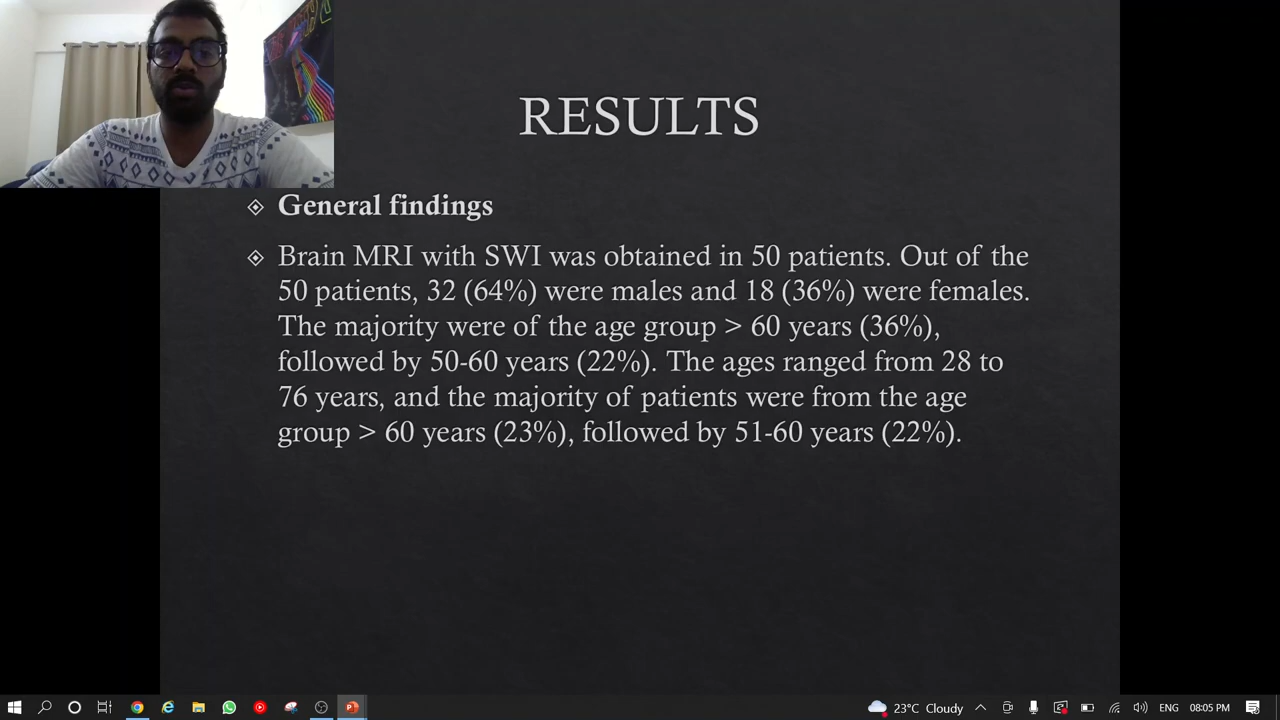 RESULTS
General findings
Brain MRI with SWI was obtained in 50 patients. Out of the
50 patients, 32 (64%) were males and 18 (36%) were females.
The majority were of the age group > 60 years (36%),
followed by 50-60 years (22%). The ages ranged from 28 to
76 years, and the majority of patients were from the age
group > 60 years (23%), followed by 51-60 years (22%).
23°C Cloudy
ENG
08:05 PM